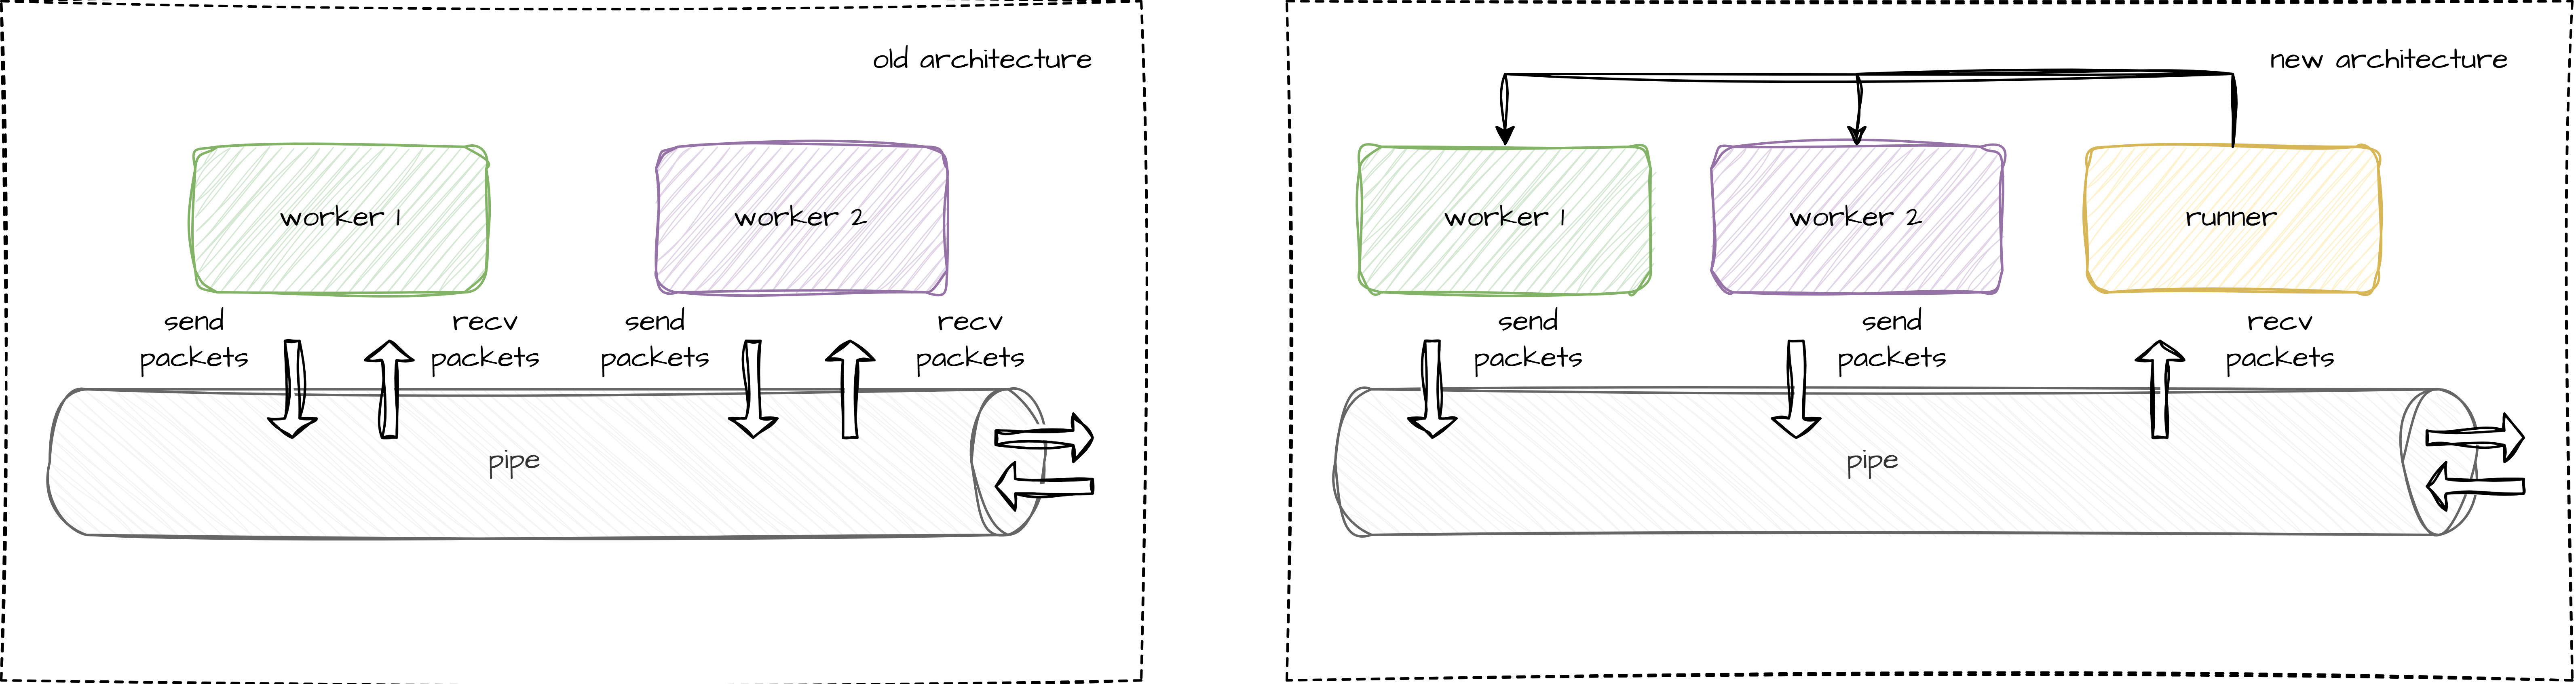 old architecture
worker 1
worker 2
send
packets
recv
packets
send
packets
recv
packets
pipe
new architecture
worker 1
worker 2
runner
send
packets
send
packets
recv
packets
pipe